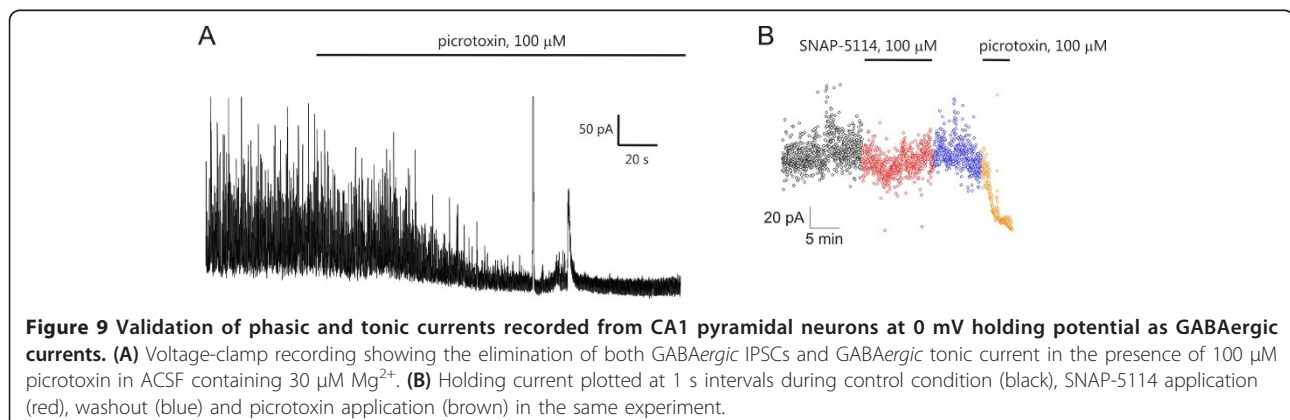 A
picrotoxin, 100 µM
50 pA
20 s
B
SNAP-5114, 100 µM
picrotoxin, 100 µM
20 pA
5 min
Figure 9 Validation of phasic and tonic currents recorded from CA1 pyramidal neurons at 0 mV holding potential as GABAergic
currents. (A) Voltage-clamp recording showing the elimination of both GABAergic IPSCs and GABAergic tonic current in the presence of 100 µM
picrotoxin in ACSF containing 30 µM Mg²⁺. (B) Holding current plotted at 1 s intervals during control condition (black), SNAP-5114 application
(red), washout (blue) and picrotoxin application (brown) in the same experiment.